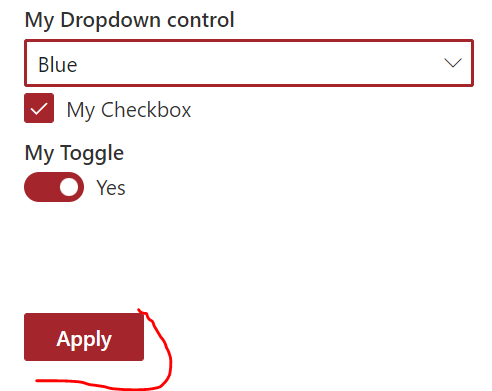 My Dropdown control
Blue
My Checkbox
My Toggle
Yes
Apply